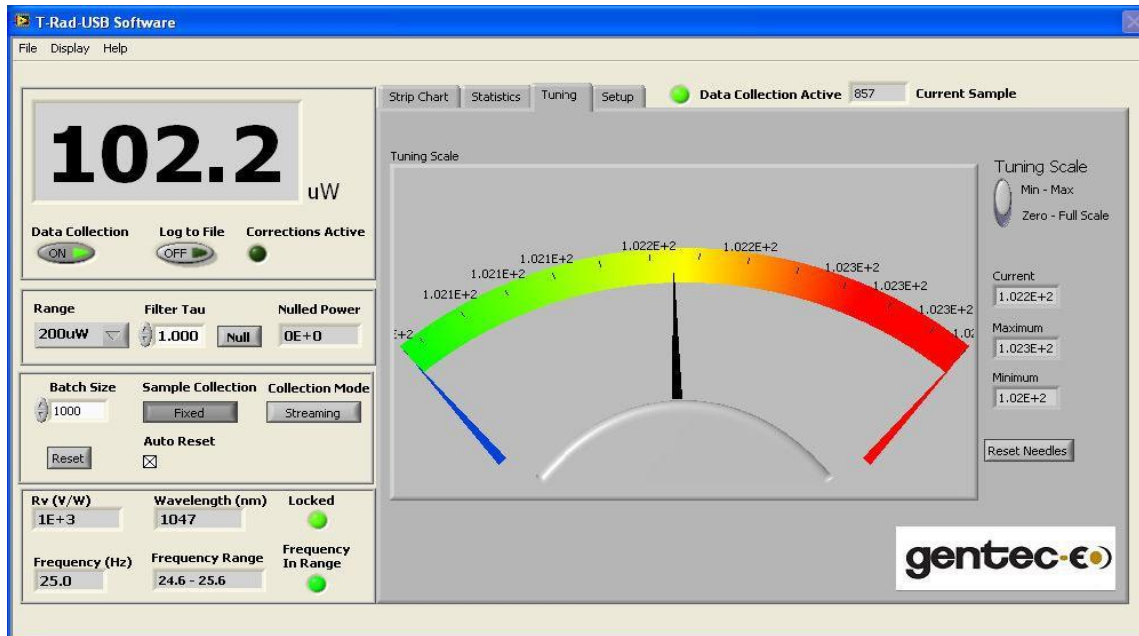 T-Rad-USB Software
File Display Help
102.2 uW
Data Collection Log to File Corrections Active
ON OFF
Range Filter Tau Nulled Power
200uW 1.000 Null 0E+0
Batch Size Sample Collection Collection Mode
1000 Fixed Streaming
Auto Reset
Reset
Rv (V/W) Wavelength (nm) Locked
1E+3 1047
Frequency (Hz) Frequency Range Frequency In Range
25.0 24.6 - 25.6
Strip Chart Statistics Tuning Setup Data Collection Active 857 Current Sample
Tuning Scale
E+2 1.021E+2 1.021E+2 1.021E+2 1.022E+2 1.022E+2 1.023E+2 1.023E+2 1.023E+2 1.02
Tuning Scale
Min - Max
Zero - Full Scale
Current
1.022E+2
Maximum
1.023E+2
Minimum
1.02E+2
Reset Needles
gentec-eo